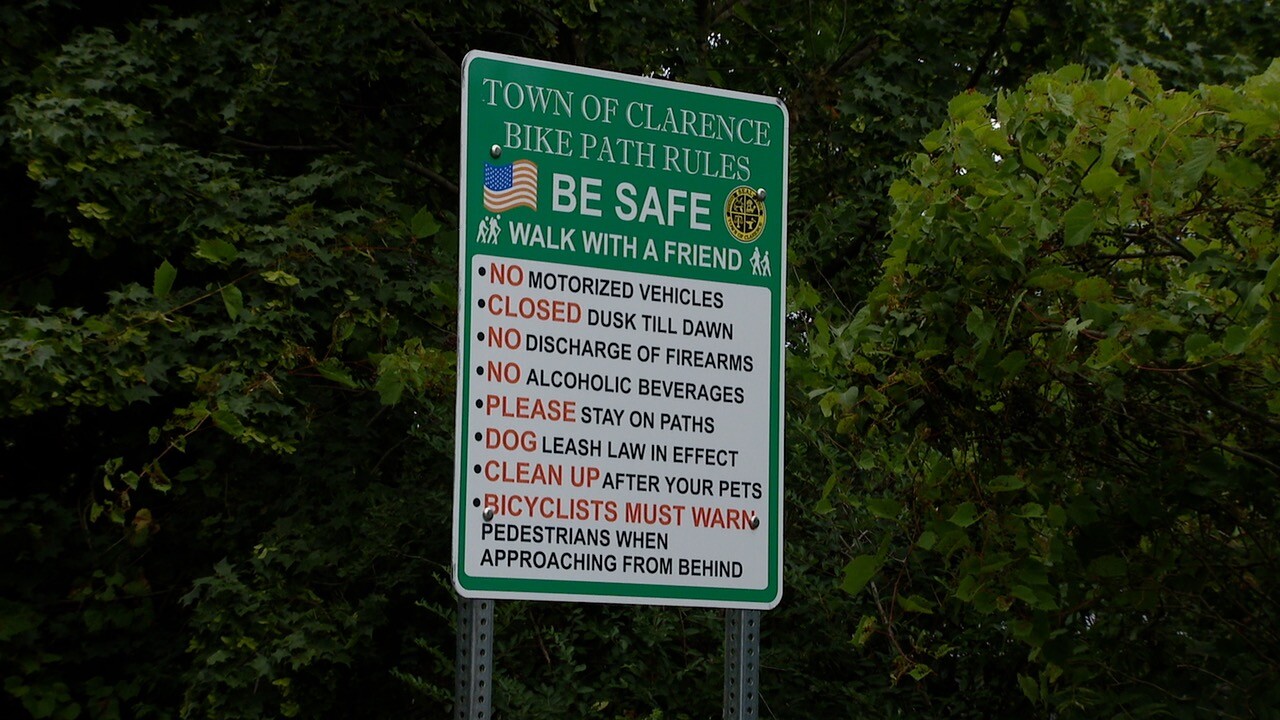 TOWN OF CLARENCE
BIKE PATH RULES
BE SAFE
WALK WITH A FRIEND
•NO MOTORIZED VEHICLES
•CLOSED DUSK TILL DAWN
•NO DISCHARGE OF FIREARMS
•NO ALCOHOLIC BEVERAGES
•PLEASE STAY ON PATHS
•DOG LEASH LAW IN EFFECT
•CLEAN UP AFTER YOUR PETS
•BICYCLISTS MUST WARN
PEDESTRIANS WHEN
APPROACHING FROM BEHIND